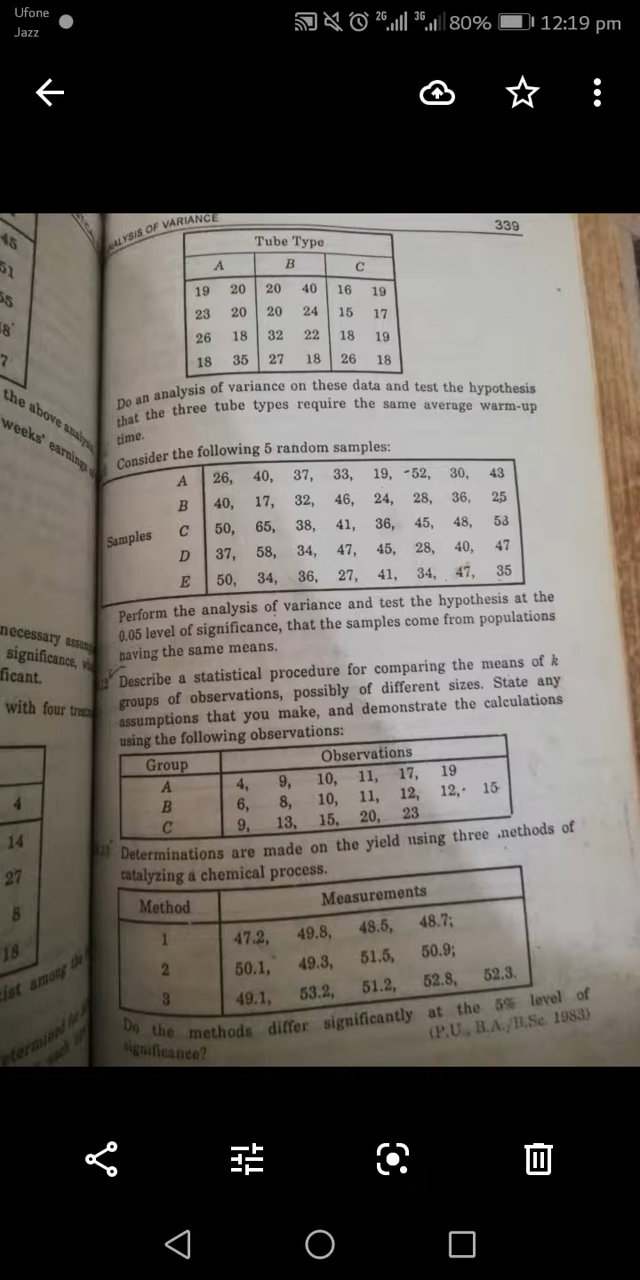 Ufone
Jazz
2G 3G 80% 12:19 pm
ANALYSIS OF VARIANCE 339
Tube Type
A B C
19 20 20 40 16 19
23 20 20 24 15 17
26 18 32 22 18 19
18 35 27 18 26 18
Do an analysis of variance on these data and test the hypothesis
that the three tube types require the same average warm-up
time.
Consider the following 5 random samples:
A 26, 40, 37, 33, 19, 52, 30, 43
B 40, 17, 32, 46, 24, 28, 36, 25
Samples C 50, 65, 38, 41, 36, 45, 48, 53
D 37, 58, 34, 47, 45, 28, 40, 47
E 50, 34, 36, 27, 41, 34, 47, 35
Perform the analysis of variance and test the hypothesis at the
0.05 level of significance, that the samples come from populations
having the same means.
Describe a statistical procedure for comparing the means of k
groups of observations, possibly of different sizes. State any
assumptions that you make, and demonstrate the calculations
using the following observations:
Group Observations
A 4, 9, 10, 11, 17, 19
B 6, 8, 10, 11, 12, 12, 15
C 9, 13, 15, 20, 23
Determinations are made on the yield using three methods of
catalyzing a chemical process.
Method Measurements
1 47.2, 49.8, 48.5, 48.7;
2 50.1, 49.3, 51.5, 50.9;
3 49.1, 53.2, 51.2, 52.8, 52.3.
Do the methods differ significantly at the 5% level of
significance? (P.U., B.A./B.Sc. 1983)
45
51
55
8
7
the above
weeks'
necessary
significance,
ficant.
with four
4
14
27
8
18
among the